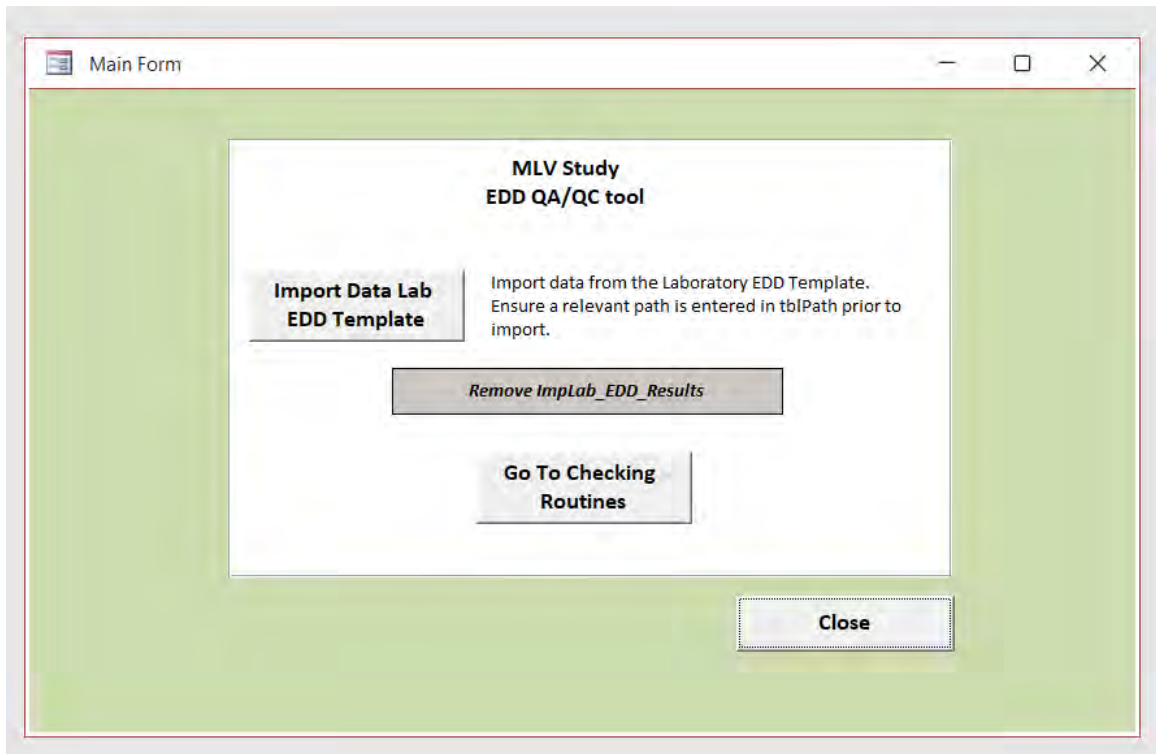 Main Form
MLV Study
EDD QA/QC tool
Import Data Lab
EDD Template
Import data from the Laboratory EDD Template.
Ensure a relevant path is entered in tblPath prior to
import.
Remove ImpLab_EDD_Results
Go To Checking
Routines
Close